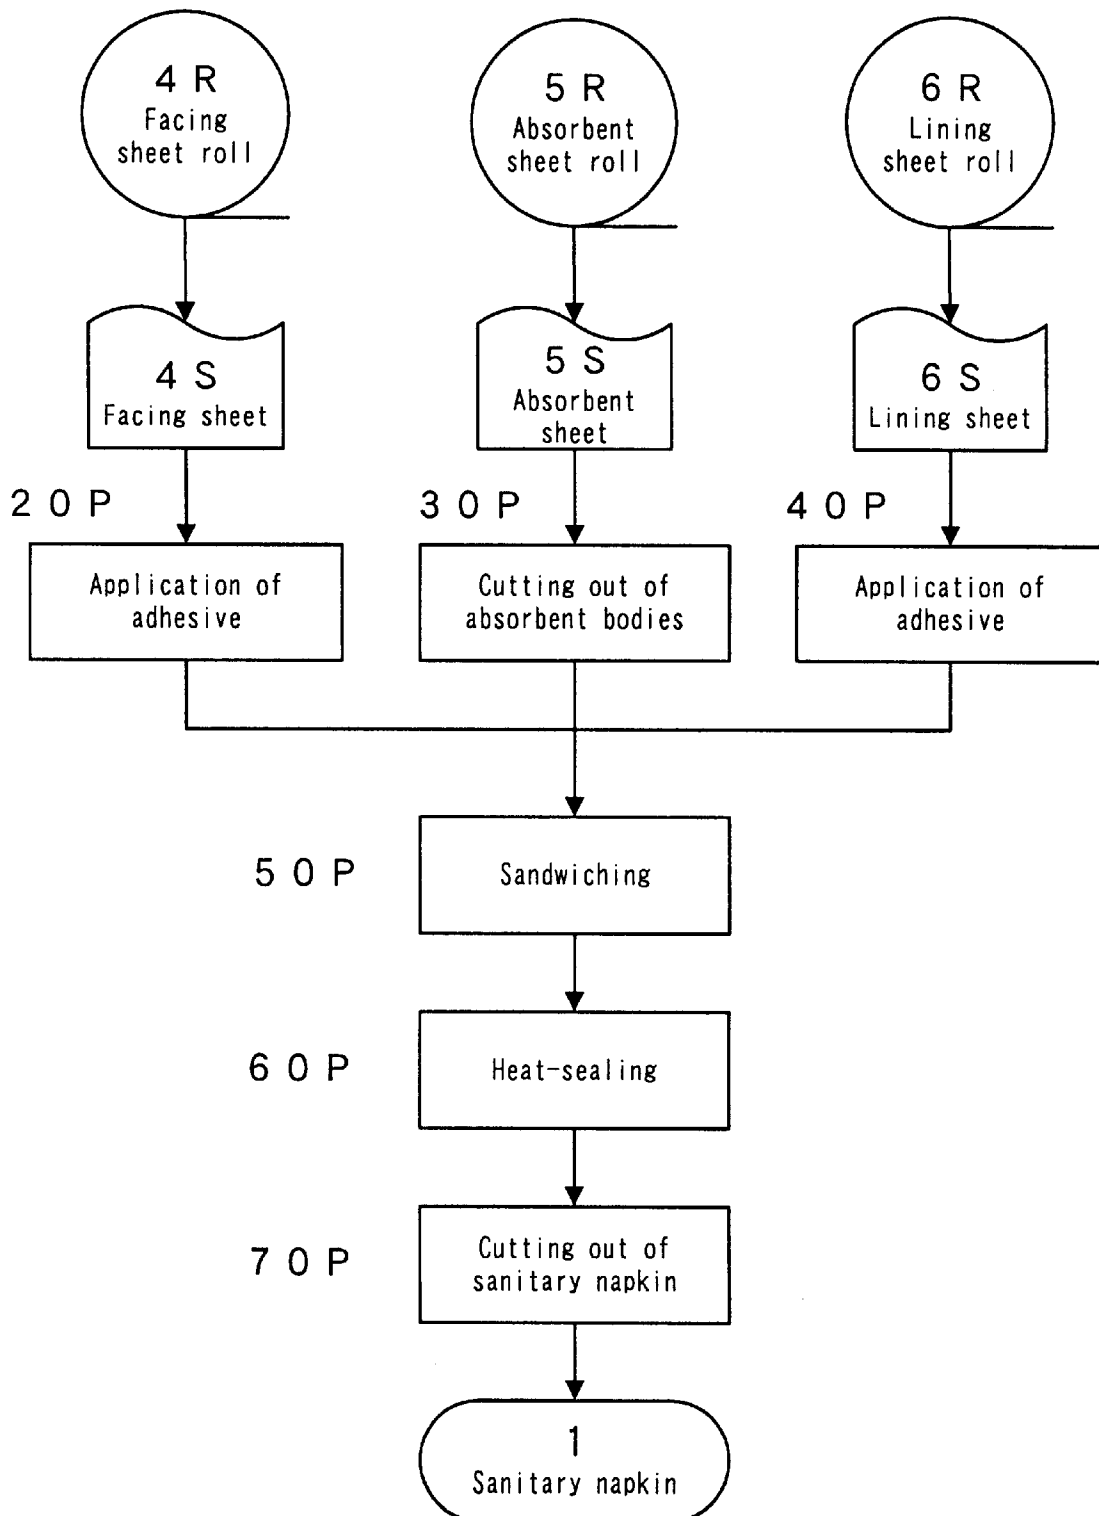 4 R
Facing
sheet roll
5 R
Absorbent
sheet roll
6 R
Lining
sheet roll
4 S
Facing sheet
5 S
Absorbent
sheet
6 S
Lining sheet
2 0 P
Application of
adhesive
3 0 P
Cutting out of
absorbent bodies
4 0 P
Application of
adhesive
5 0 P
Sandwiching
6 0 P
Heat-sealing
7 0 P
Cutting out of
sanitary napkin
1
Sanitary napkin